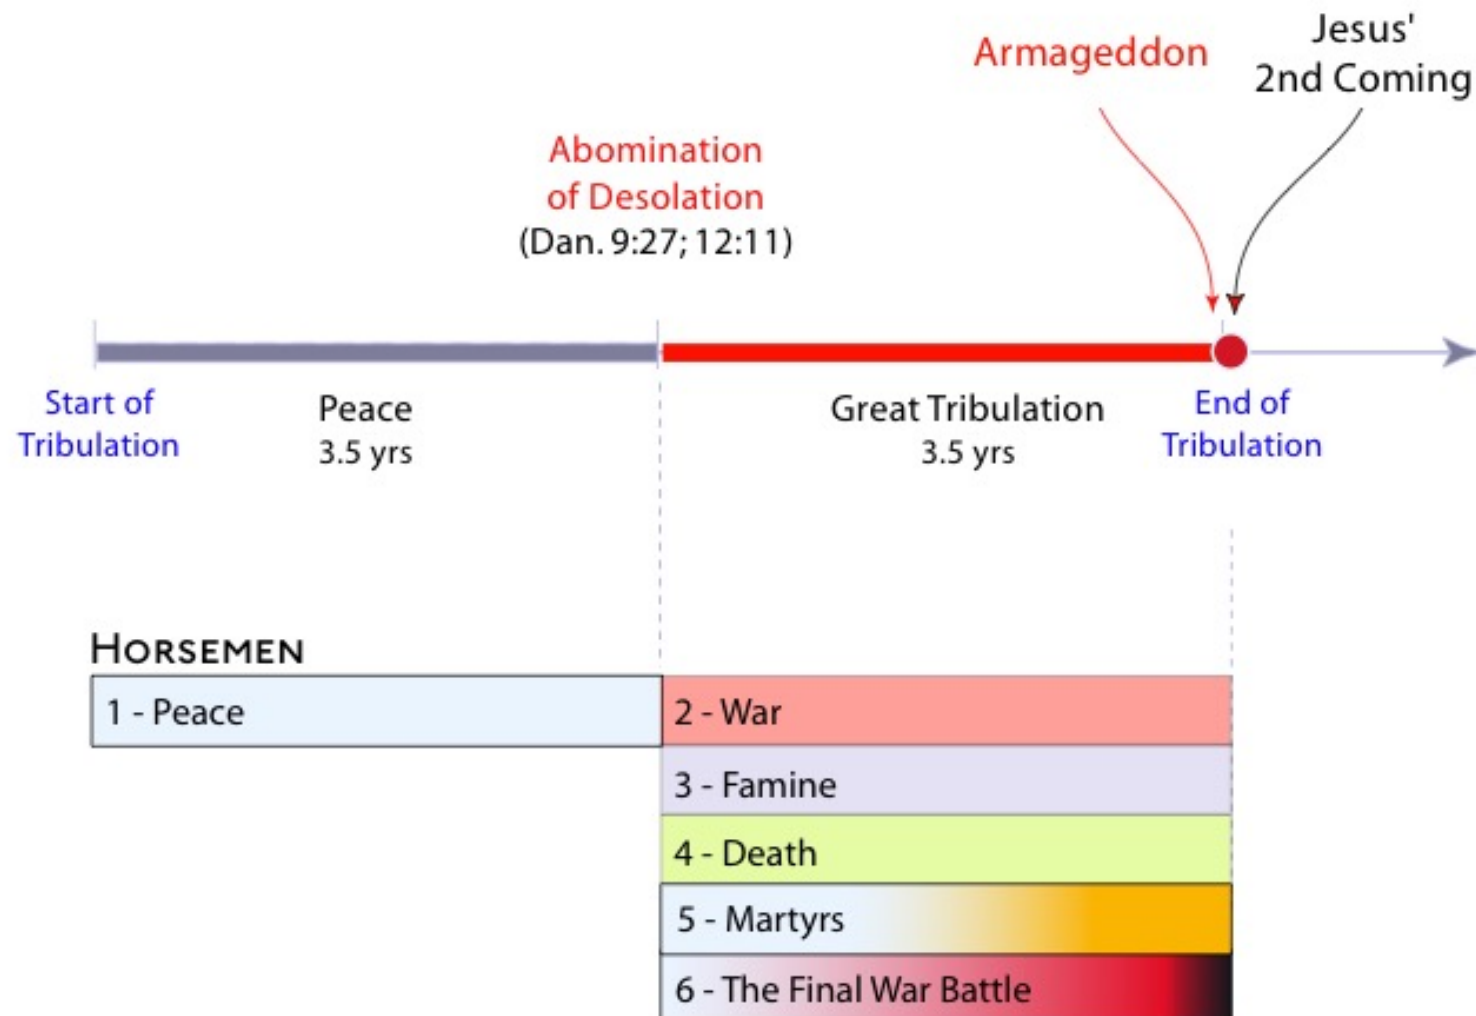 Armageddon
Jesus'
2nd Coming
Abomination
of Desolation
(Dan. 9:27; 12:11)
Start of
Tribulation
Peace
3.5 yrs
Great Tribulation
3.5 yrs
End of
Tribulation
HORSEMEN
1 - Peace
2 - War
3 - Famine
4 - Death
5 - Martyrs
6 - The Final War Battle